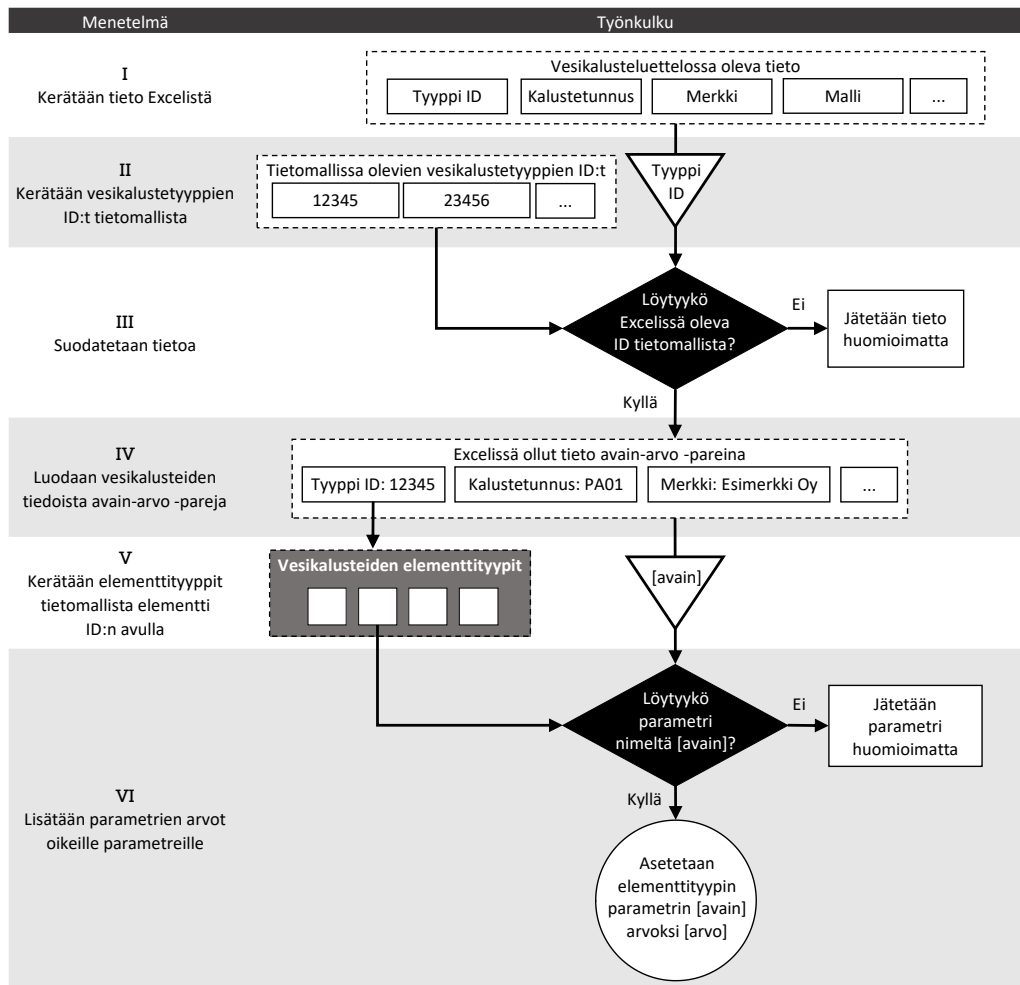 Menetelmä
Työnkulku
I
Kerätään tieto Excelistä
Vesikalusteluettelossa oleva tieto
Tyyppi ID
Kalustetunnus
Merkki
Malli
...
II
Kerätään vesikalustetyyppien
ID:t tietomallista
Tietomallissa olevien vesikalustetyyppien ID:t
12345
23456
...
Tyyppi
ID
III
Suodatetaan tietoa
Löytyykö
Excelissä oleva
ID tietomallista?
Ei
Jätetään tieto
huomioimatta
Kyllä
IV
Luodaan vesikalusteiden
tiedoista avain-arvo -pareja
Excelissä ollut tieto avain-arvo -pareina
Tyyppi ID: 12345
Kalustetunnus: PA01
Merkki: Esimerkki Oy
...
V
Kerätään elementtityyppit
tietomallista elementti
ID:n avulla
Vesikalusteiden elementtityypit
[avain]
VI
Lisätään parametrien arvot
oikeille parametreille
Löytyykö
parametri
nimeltä [avain]?
Ei
Jätetään
parametri
huomioimatta
Kyllä
Asetetaan
elementtityypin
parametrin [avain]
arvoksi [arvo]